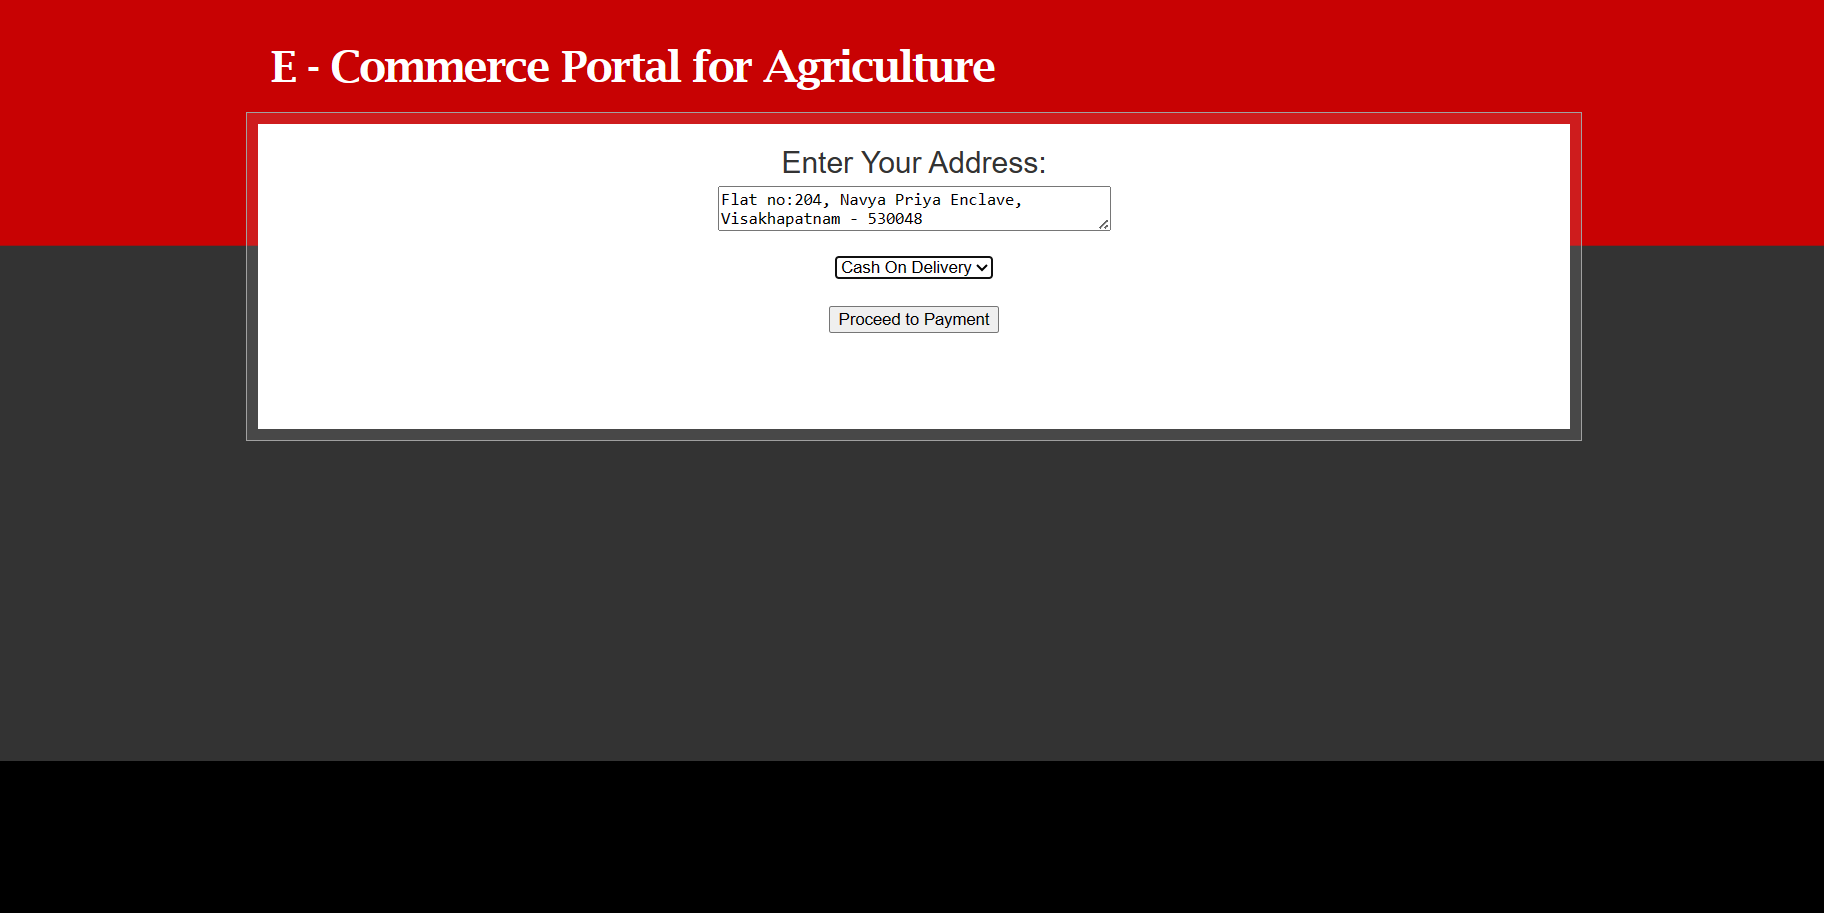 E - Commerce Portal for Agriculture
Enter Your Address:
Flat no:204, Navya Priya Enclave,
Visakhapatnam - 530048
Cash On Delivery
Proceed to Payment